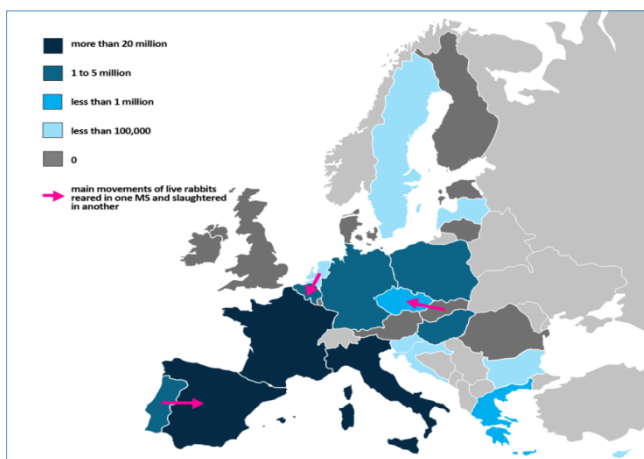 more than 20 million
1 to 5 million
less than 1 million
less than 100,000
0
main movements of live rabbits
reared in one MS and slaughtered
in another